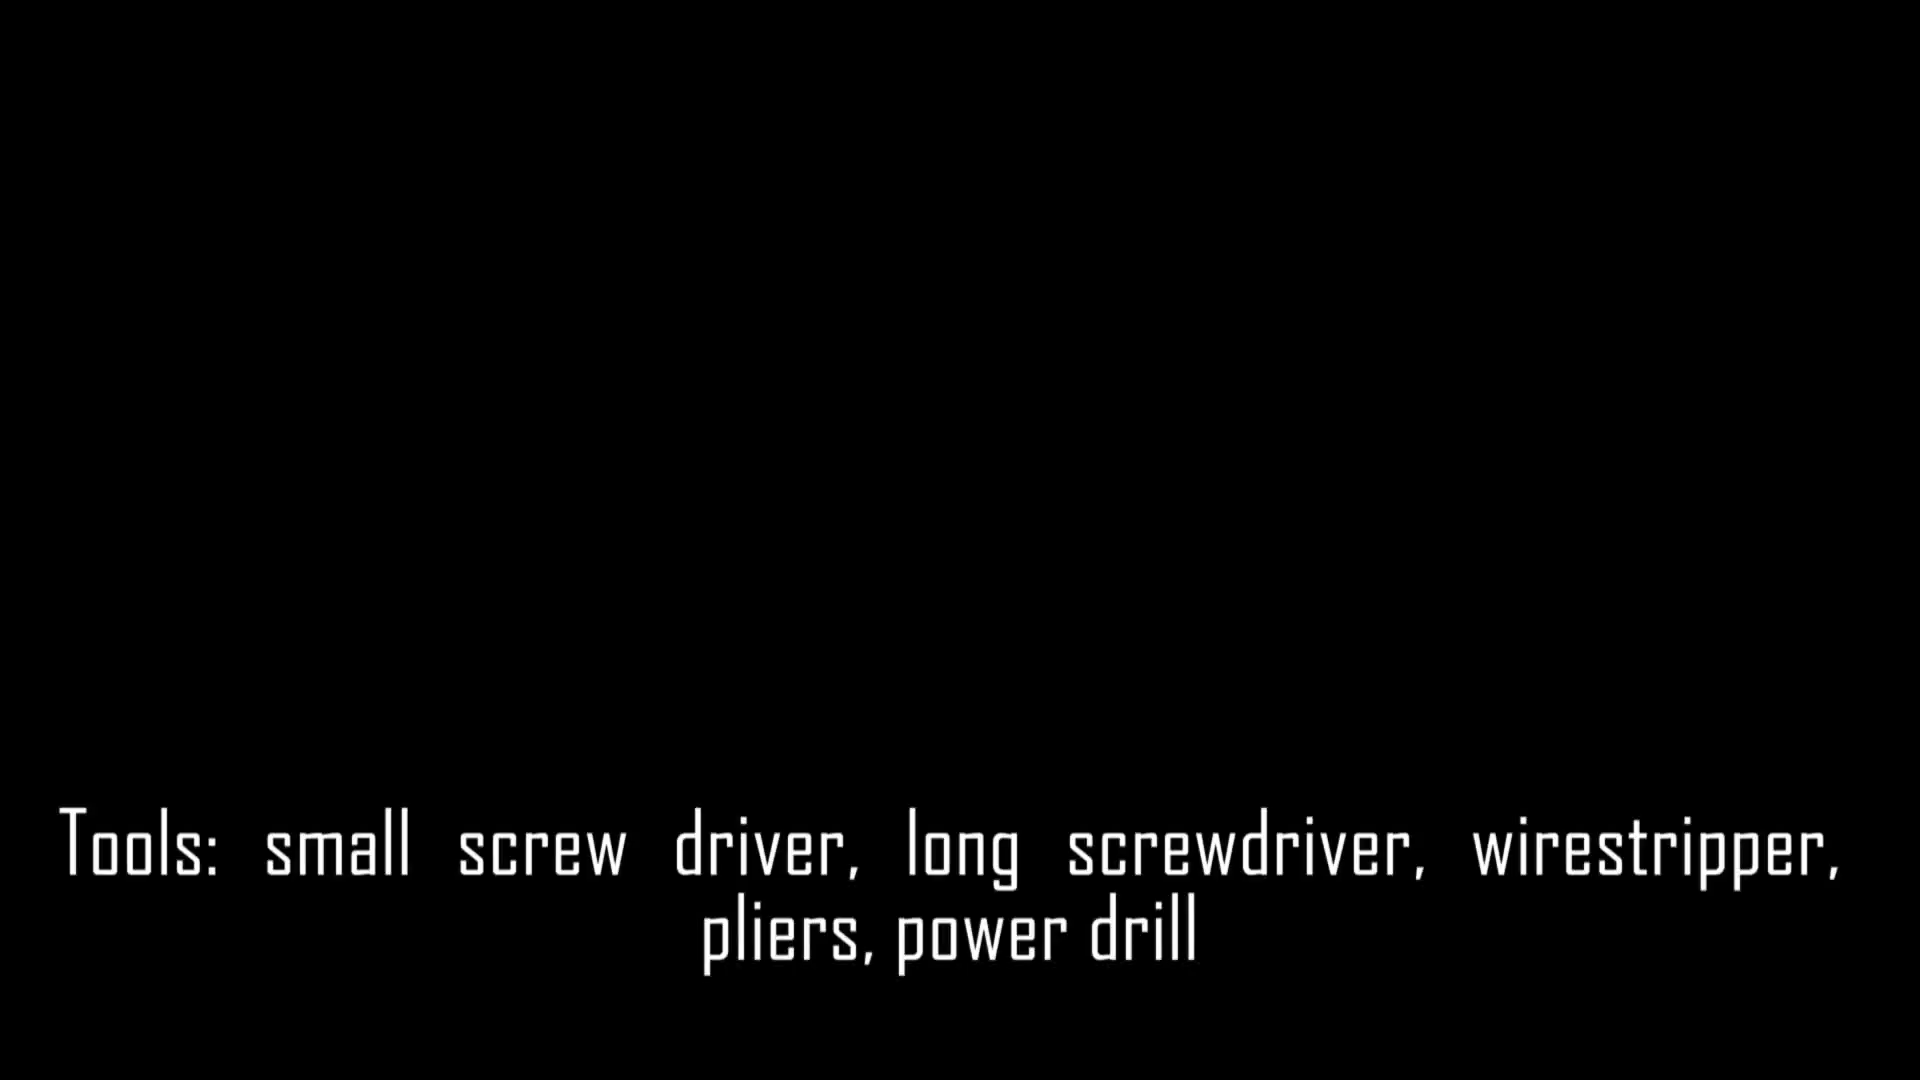 Tools: small screw driver, long screwdriver, wirestripper,
pliers, power drill